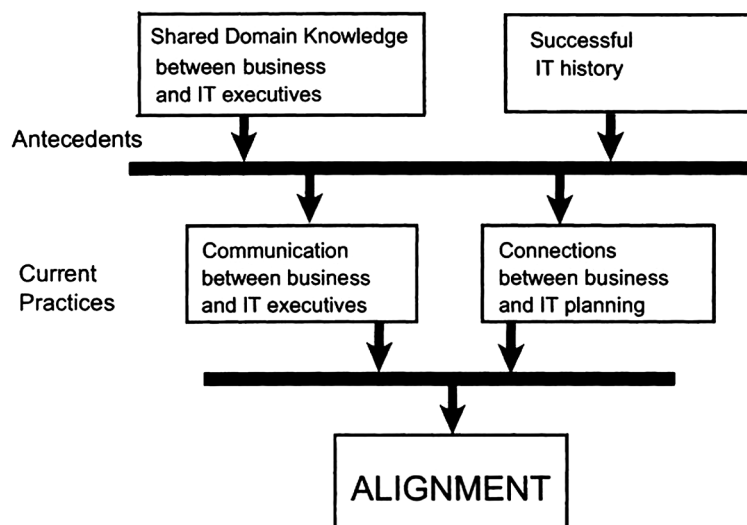 Shared Domain Knowledge
between business
and IT executives
Successful
IT history
Antecedents
Communication
between business
and IT executives
Connections
between business
and IT planning
Current
Practices
ALIGNMENT